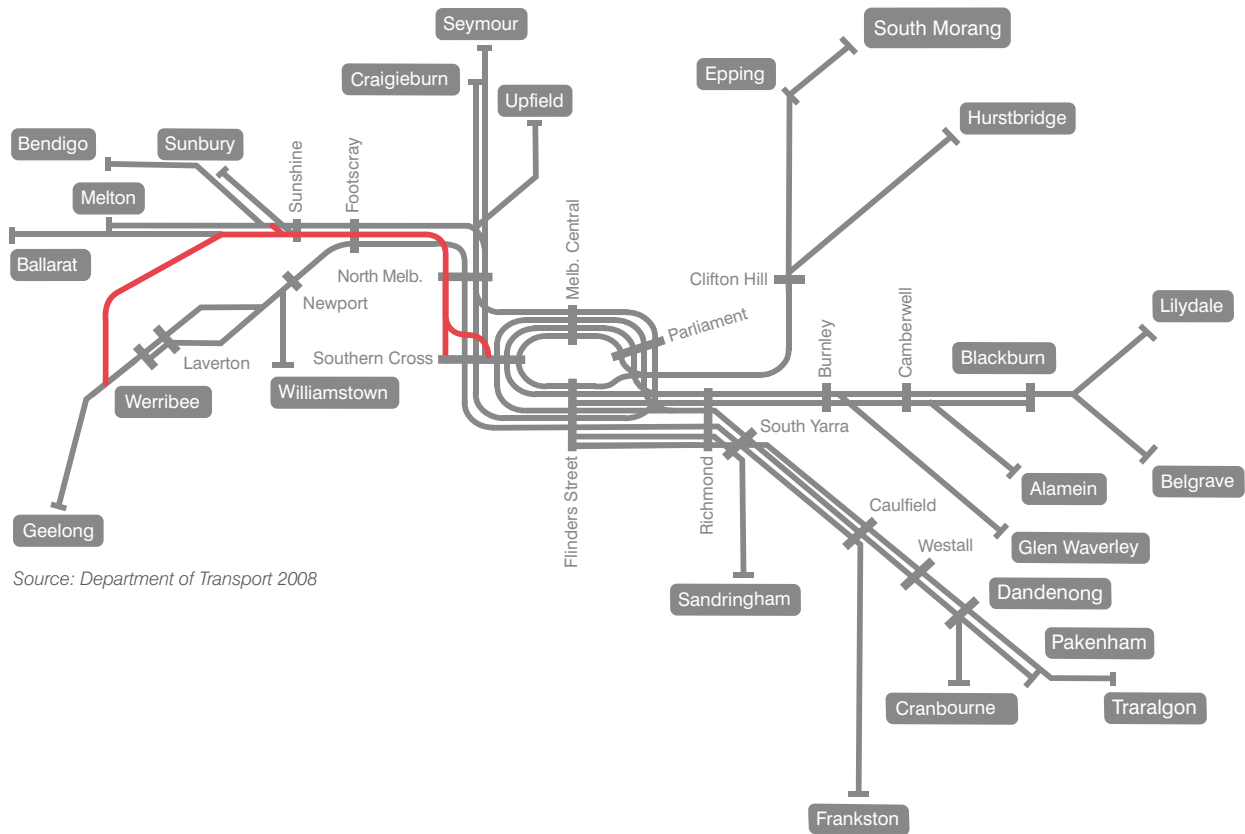 Seymour
South Morang
Craigieburn
Epping
Upfield
Hurstbridge
Bendigo
Sunbury
Sunshine
Footscray
Melton
Ballarat
North Melb.
Melb. Central
Clifton Hill
Newport
Parliament
Lilydale
Laverton
Southern Cross
Burnley
Camberwell
Blackburn
Werribee
Williamstown
South Yarra
Flinders Street
Richmond
Alamein
Belgrave
Geelong
Caulfield
Westall
Glen Waverley
Source: Department of Transport 2008
Sandringham
Dandenong
Pakenham
Cranbourne
Traralgon
Frankston